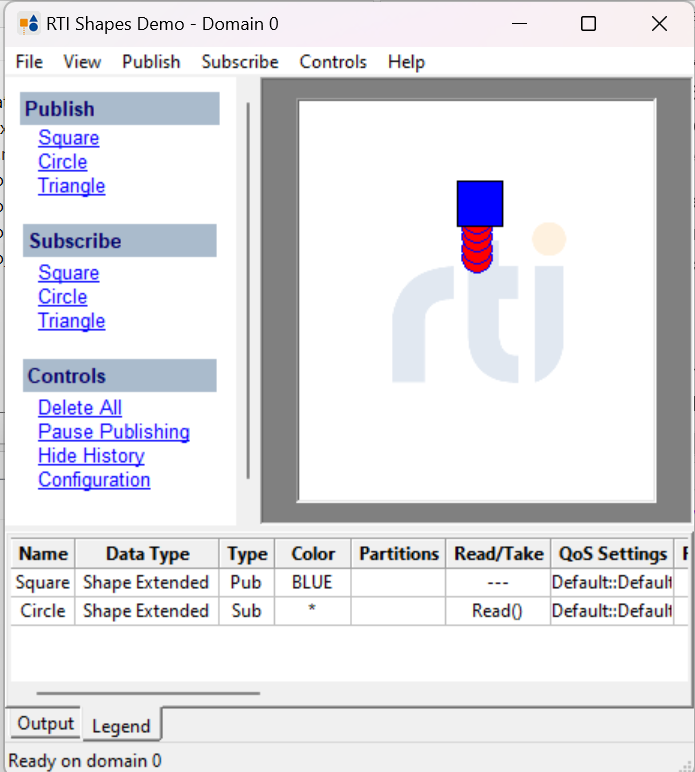 RTI Shapes Demo - Domain 0
File View Publish Subscribe Controls Help
Publish
Square
Circle
Triangle
Subscribe
Square
Circle
Triangle
Controls
Delete All
Pause Publishing
Hide History
Configuration
rti
Name Data Type Type Color Partitions Read/Take QoS Settings
Square Shape Extended Pub BLUE --- Default::Default
Circle Shape Extended Sub * Read() Default::Default
Output Legend
Ready on domain 0